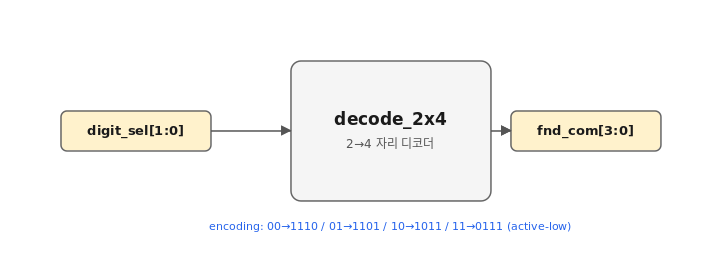 digit_sel[1:0]
decode_2x4
2→4 자리 디코더
fnd_com[3:0]
encoding: 00→1110 / 01→1101 / 10→1011 / 11→0111 (active-low)